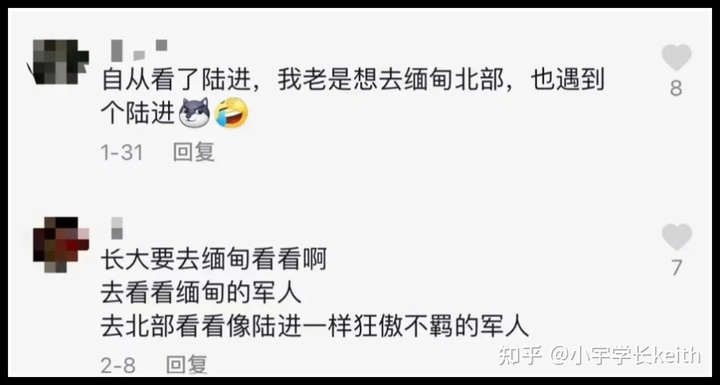 自从看了陆进，我老是想去缅甸北部，也遇到
个陆进
8
1-31 回复
长大要去缅甸看看啊
7
去看看缅甸的军人
去北部看看像陆进一样狂傲不羁的军人
2-8 回复
知乎 @小宇学长keith